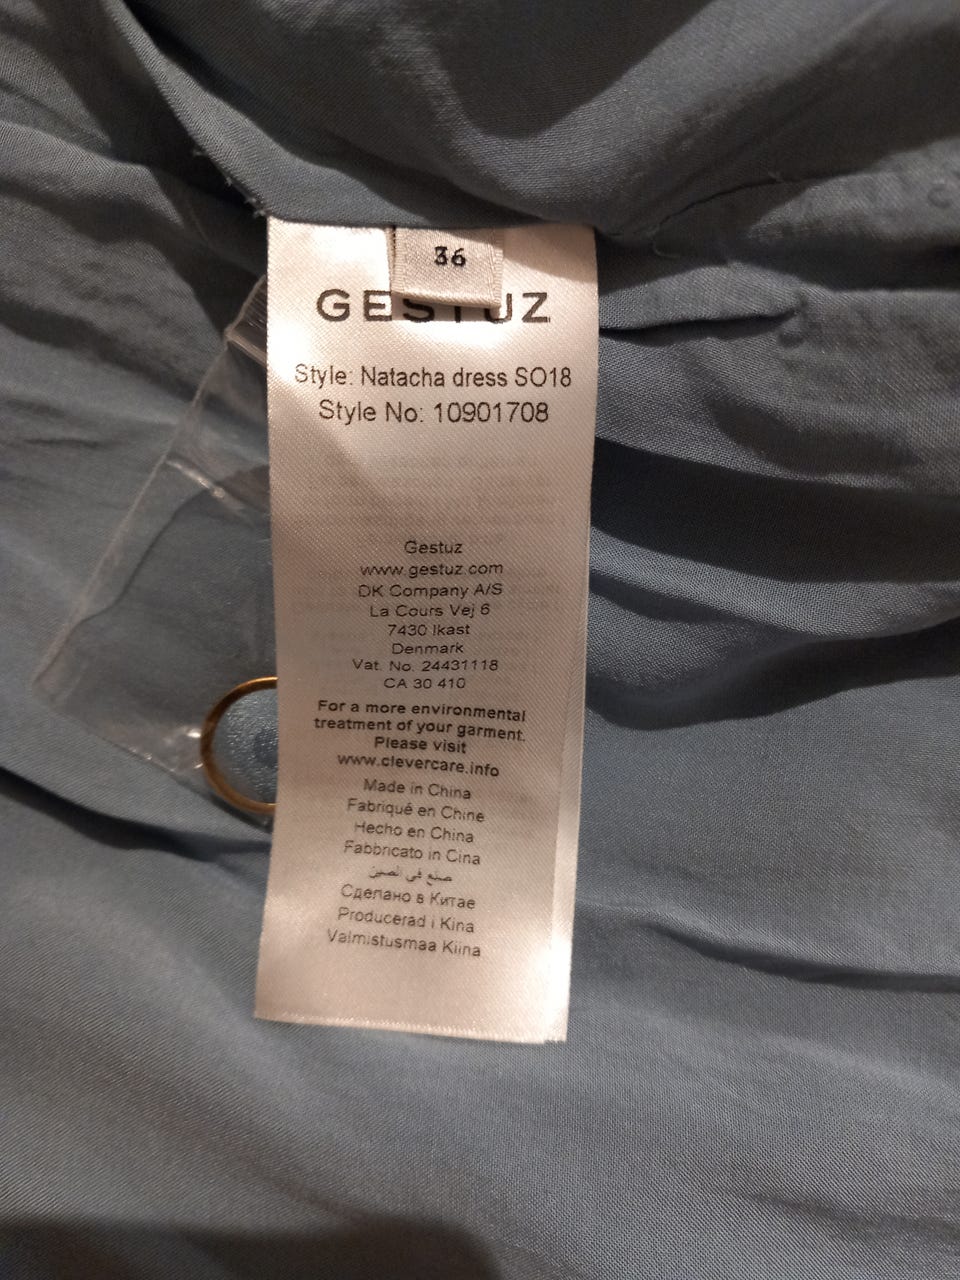 36
GESTUZ
Style: Natacha dress SO18
Style No: 10901708
Gestuz
www.gestuz.com
DK Company A/S
La Cours Vej 6
7430 Ikast
Denmark
Vat. No. 24431118
CA 30 410
For a more environmental
treatment of your garment.
Please visit
www.clevercare.info
Made in China
Fabriqué en Chine
Hecho en China
Fabbricato in Cina
صنع في الصين
Сделано в Китае
Producerad i Kina
Valmistusmaa Kiina